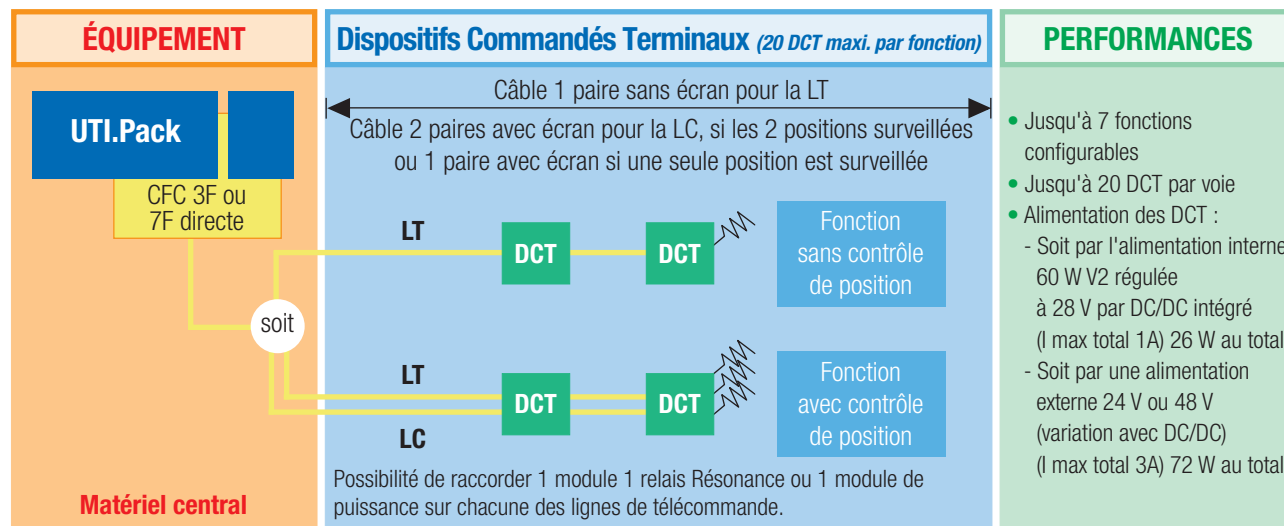 ÉQUIPEMENT
UTI.Pack
CFC 3F ou
7F directe
soit
Matériel central
Dispositifs Commandés Terminaux (20 DCT maxi. par fonction)
Câble 1 paire sans écran pour la LT
Câble 2 paires avec écran pour la LC, si les 2 positions surveillées
ou 1 paire avec écran si une seule position est surveillée
LT
DCT
DCT
Fonction
sans contrôle
de position
LT
LC
DCT
DCT
Fonction
avec contrôle
de position
Possibilité de raccorder 1 module 1 relais Résonance ou 1 module de
puissance sur chacune des lignes de télécommande.
PERFORMANCES
• Jusqu'à 7 fonctions
configurables
• Jusqu'à 20 DCT par voie
• Alimentation des DCT :
- Soit par l'alimentation interne
60 W V2 régulée
à 28 V par DC/DC intégré
(I max total 1A) 26 W au total
- Soit par une alimentation
externe 24 V ou 48 V
(variation avec DC/DC)
(I max total 3A) 72 W au total